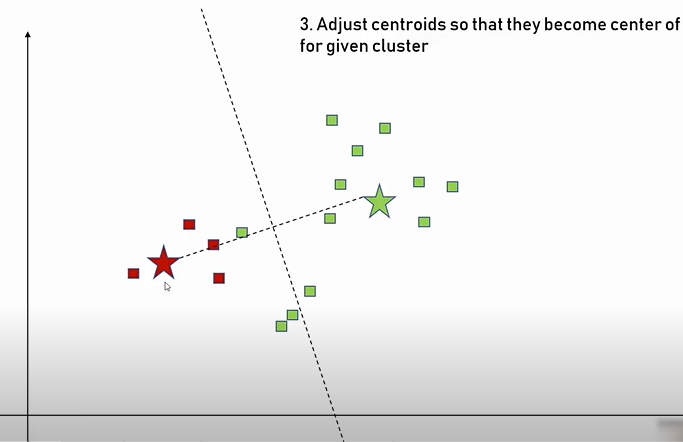 3. Adjust centroids so that they become center of
for given cluster